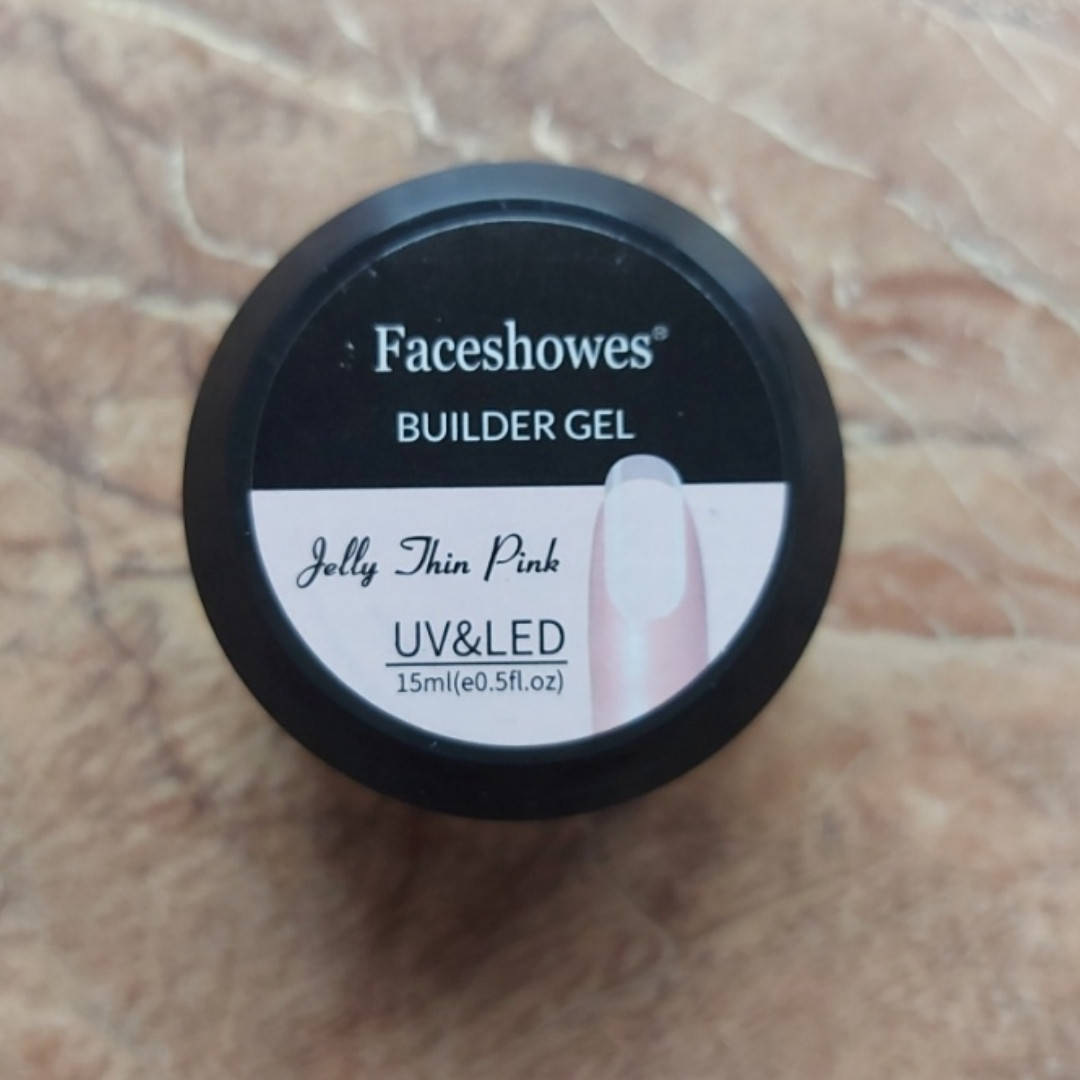 Faceshowes®
BUILDER GEL
Jelly Thin Pink
UV&LED
15ml(e0.5fl.oz)